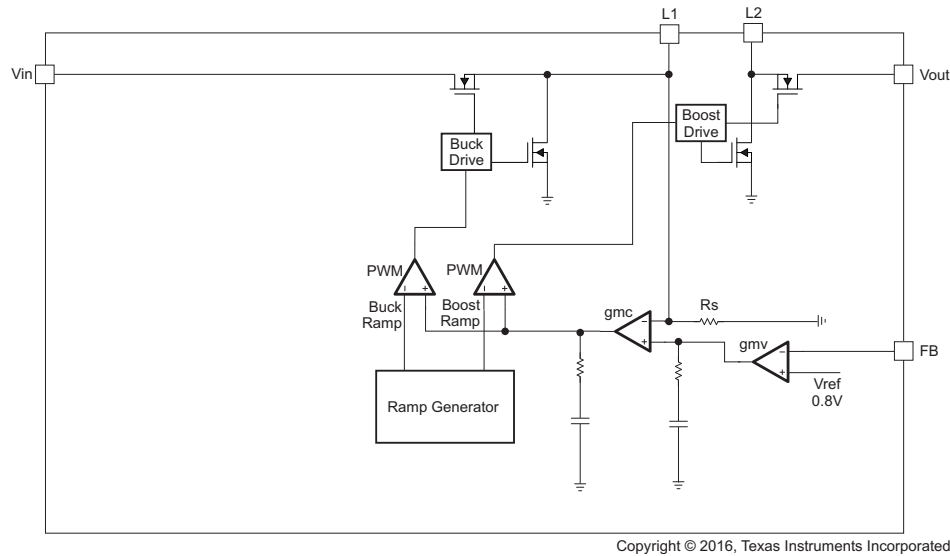 L1
L2
Vin
Vout
Buck
Drive
Boost
Drive
PWM
PWM
Buck
Ramp
Boost
Ramp
- +
- +
gmc
-
+
Rs
gmv
-
+
FB
Vref
0.8V
Ramp Generator
Copyright © 2016, Texas Instruments Incorporated